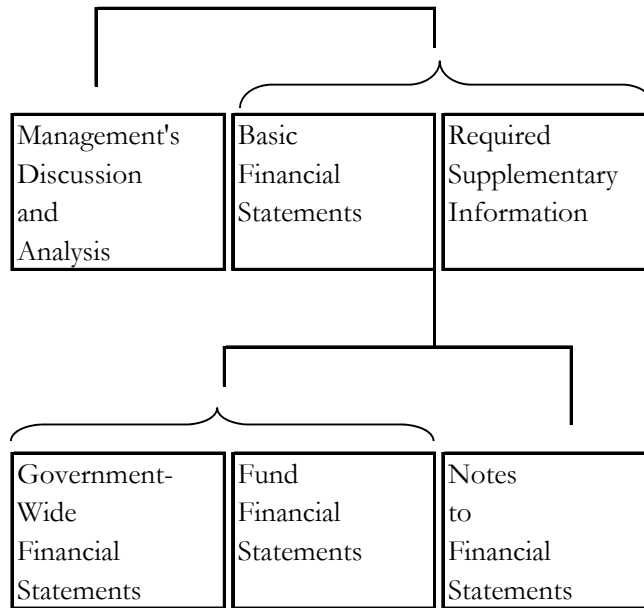 Management's
Discussion
and
Analysis
Basic
Financial
Statements
Required
Supplementary
Information
Government-
Wide
Financial
Statements
Fund
Financial
Statements
Notes
to
Financial
Statements